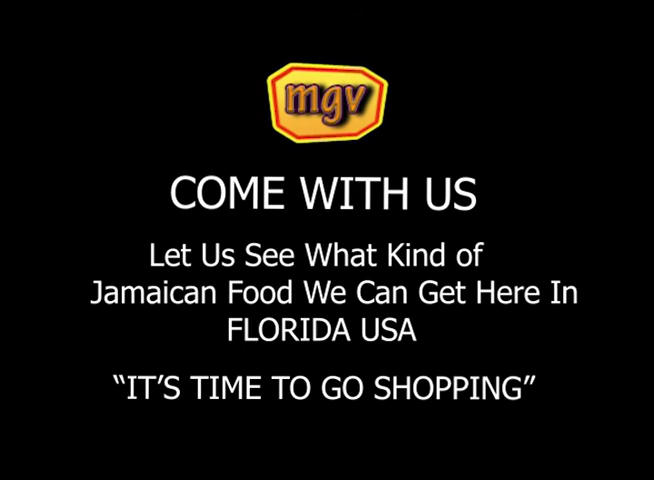 mgv
COME WITH US
Let Us See What Kind of
Jamaican Food We Can Get Here In
FLORIDA USA
“IT’S TIME TO GO SHOPPING”